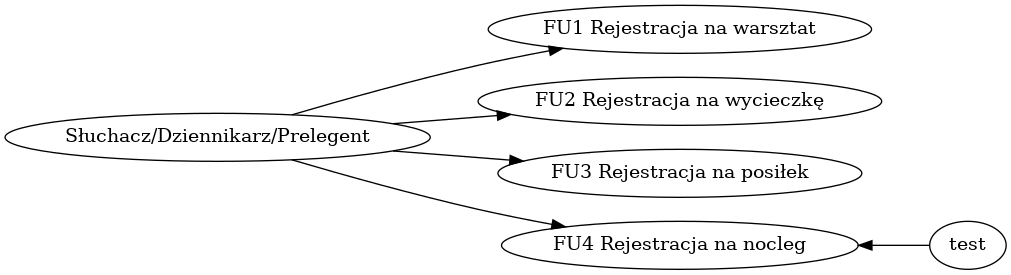 FU1 Rejestracja na warsztat
FU2 Rejestracja na wycieczkę
Słuchacz/Dziennikarz/Prelegent
FU3 Rejestracja na posiłek
FU4 Rejestracja na nocleg
test